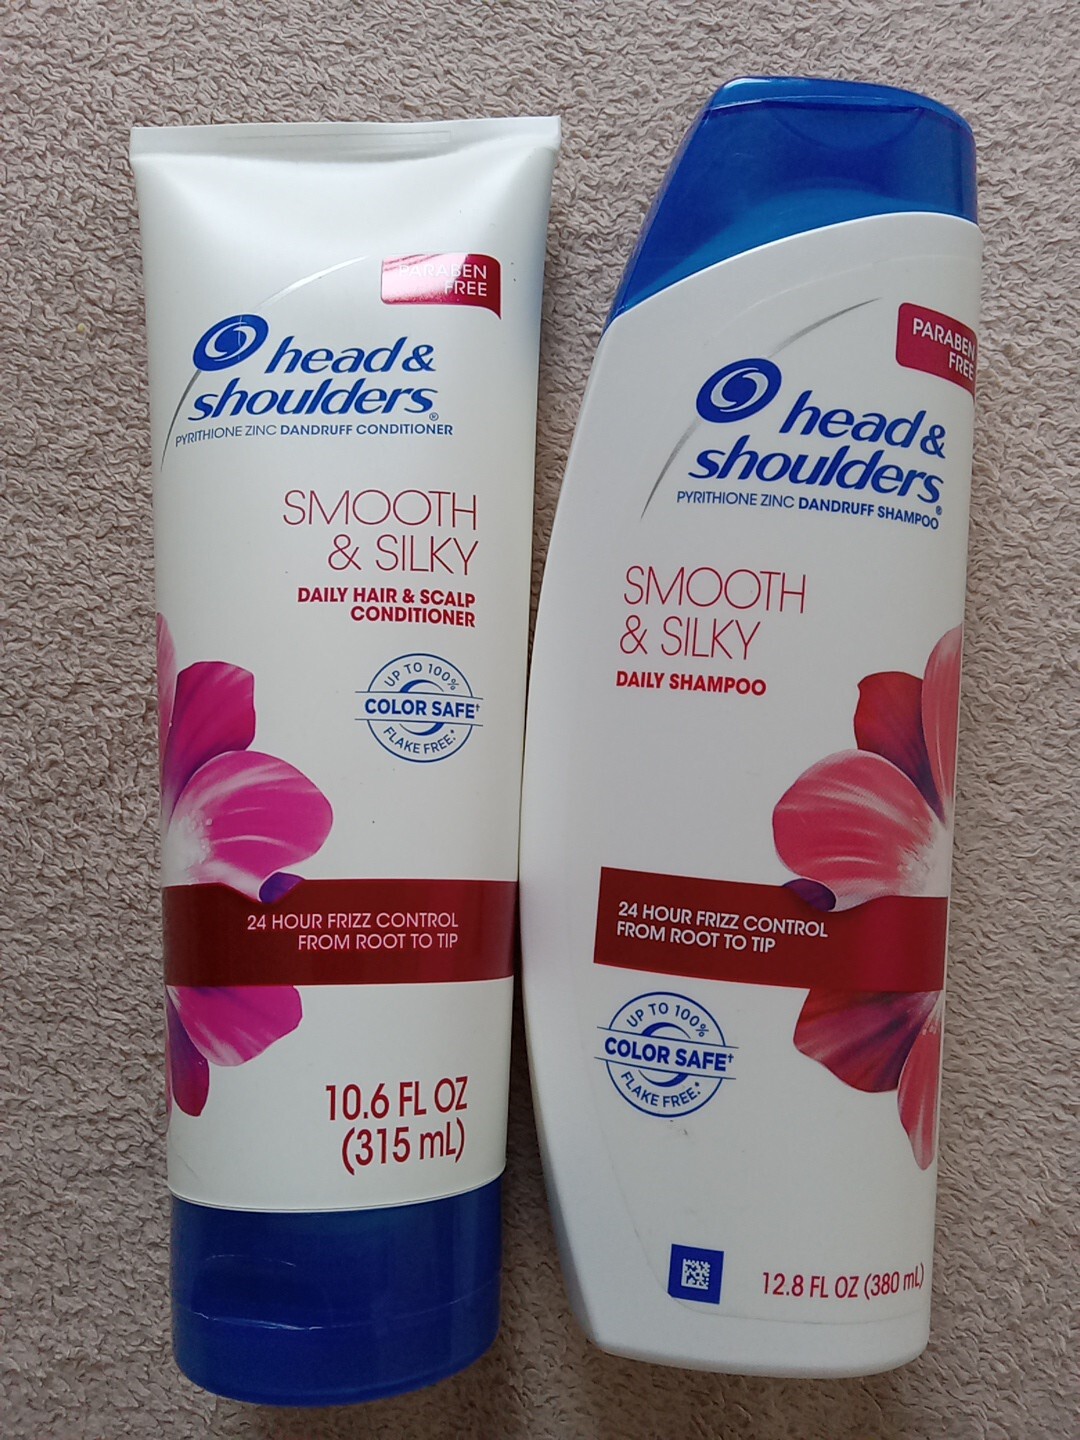 PARABEN
FREE
head &
shoulders®
PYRITHIONE ZINC DANDRUFF CONDITIONER
SMOOTH
& SILKY
DAILY HAIR & SCALP
CONDITIONER
UP TO 100%
COLOR SAFE†
FLAKE FREE.*
24 HOUR FRIZZ CONTROL
FROM ROOT TO TIP
10.6 FL OZ
(315 mL)
PARABEN
FREE
head &
shoulders®
PYRITHIONE ZINC DANDRUFF SHAMPOO
SMOOTH
& SILKY
DAILY SHAMPOO
24 HOUR FRIZZ CONTROL
FROM ROOT TO TIP
UP TO 100%
COLOR SAFE†
FLAKE FREE.*
12.8 FL OZ (380 mL)